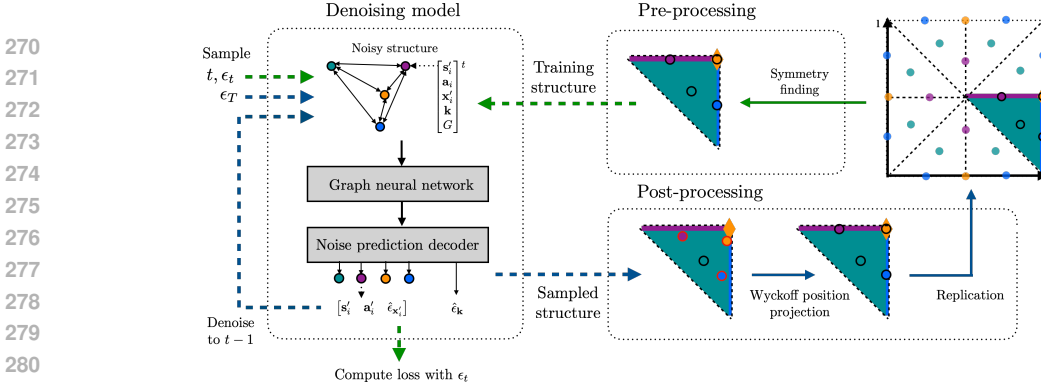 270
271
272
273
274
275
276
277
278
279
280
Denoising model
Pre-processing
Sample
t, ϵ_t
ϵ_T
Noisy structure
[s′_i a_i x′_i k G]^t
Training
structure
Symmetry
finding
1
Graph neural network
Noise prediction decoder
[s′_i a′_i ϵ̂_{x′_i}]
ϵ̂_k
Denoise
to t − 1
Compute loss with ϵ_t
Post-processing
Sampled
structure
Wyckoff position
projection
Replication